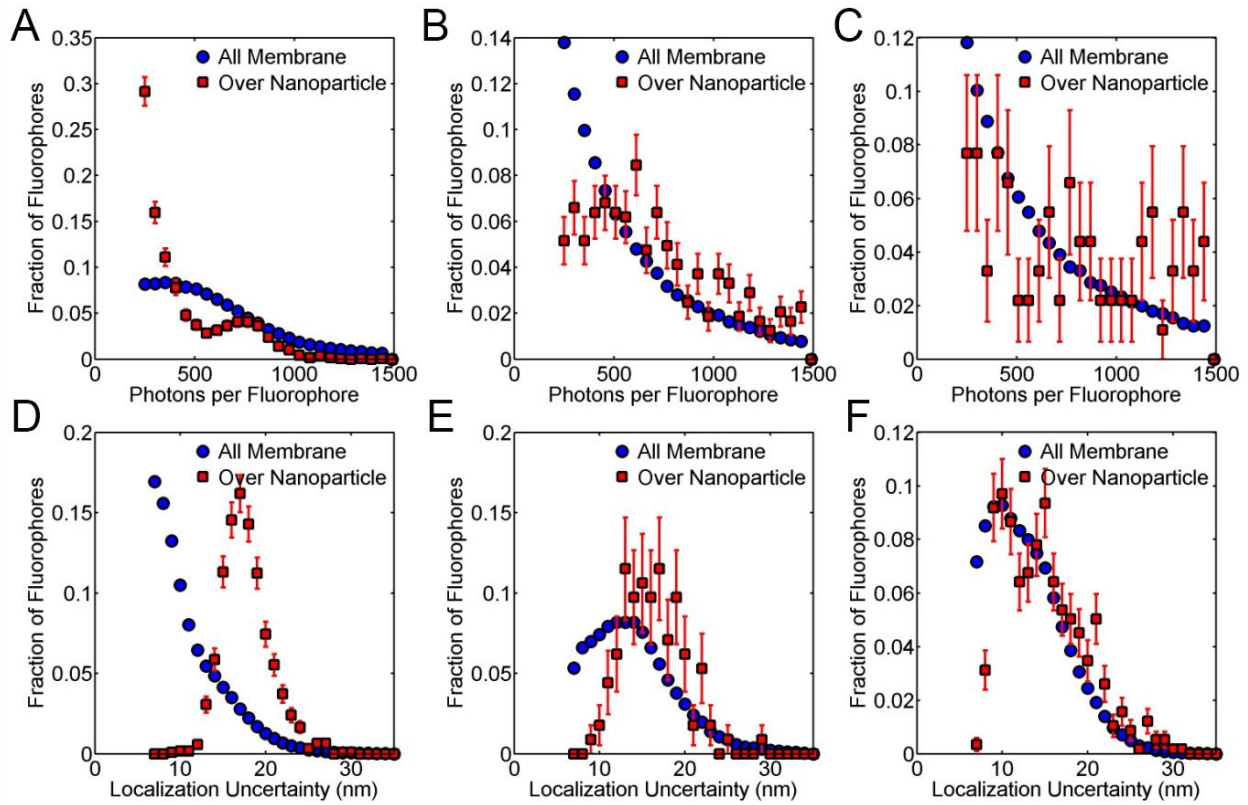 A
0.35
0.3
0.25
0.2
0.15
0.1
0.05
0
Fraction of Fluorophores
All Membrane
Over Nanoparticle
0 500 1000 1500
Photons per Fluorophore
B
0.14
0.12
0.1
0.08
0.06
0.04
0.02
0
Fraction of Fluorophores
All Membrane
Over Nanoparticle
0 500 1000 1500
Photons per Fluorophore
C
0.12
0.1
0.08
0.06
0.04
0.02
0
Fraction of Fluorophores
All Membrane
Over Nanoparticle
0 500 1000 1500
Photons per Fluorophore
D
0.2
0.15
0.1
0.05
0
Fraction of Fluorophores
All Membrane
Over Nanoparticle
0 10 20 30
Localization Uncertainty (nm)
E
0.2
0.15
0.1
0.05
0
Fraction of Fluorophores
All Membrane
Over Nanoparticle
0 10 20 30
Localization Uncertainty (nm)
F
0.12
0.1
0.08
0.06
0.04
0.02
0
Fraction of Fluorophores
All Membrane
Over Nanoparticle
0 10 20 30
Localization Uncertainty (nm)